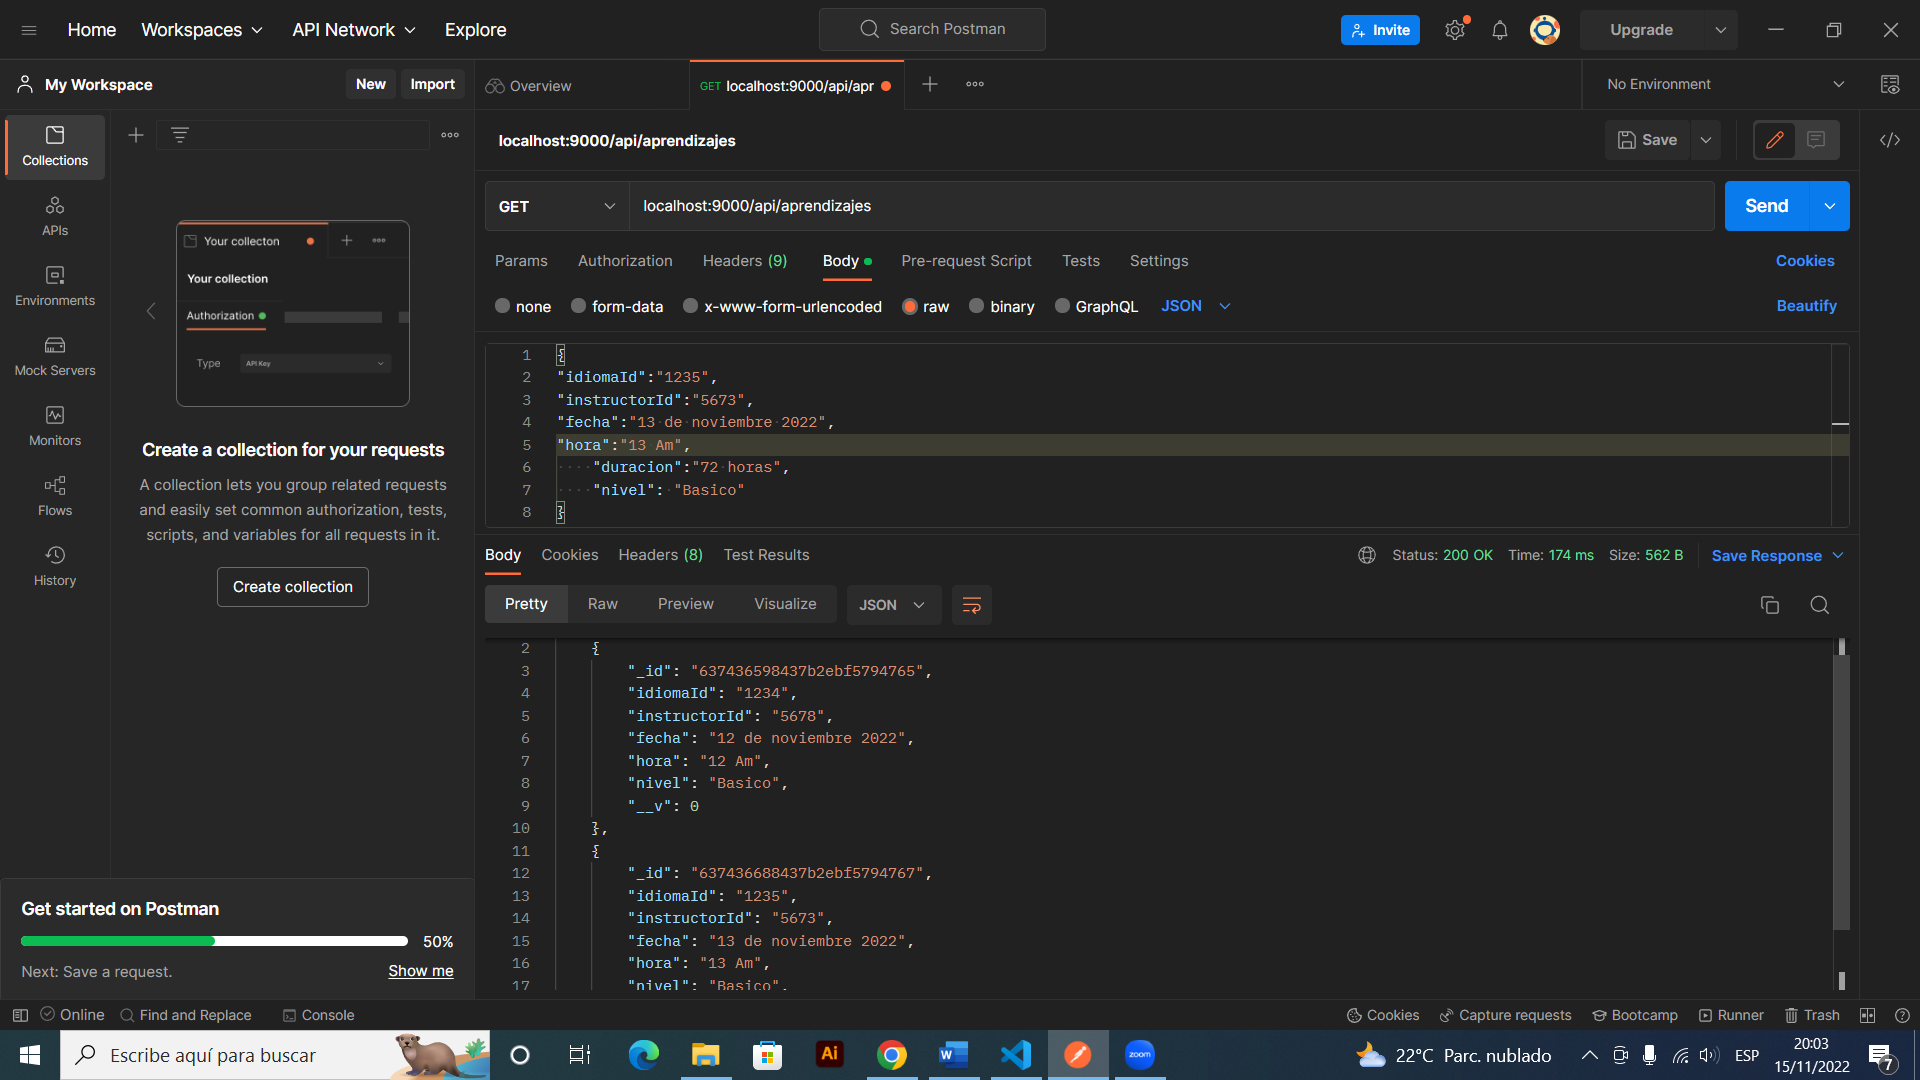 Home
Workspaces
API Network
Explore
Search Postman
Invite
Upgrade
My Workspace
New
Import
Overview
GET localhost:9000/api/apr
No Environment
Collections
APIs
Environments
Mock Servers
Monitors
Flows
History
Your collecton
Your collection
Authorization
Type
API Key
Create a collection for your requests
A collection lets you group related requests
and easily set common authorization, tests,
scripts, and variables for all requests in it.
Create collection
Get started on Postman
50%
Next: Save a request.
Show me
localhost:9000/api/aprendizajes
Save
GET
localhost:9000/api/aprendizajes
Send
Params
Authorization
Headers (9)
Body
Pre-request Script
Tests
Settings
Cookies
none
form-data
x-www-form-urlencoded
raw
binary
GraphQL
JSON
Beautify
1 {
2 "idiomaId":"1235",
3 "instructorId":"5673",
4 "fecha":"13 de noviembre 2022",
5 "hora":"13 Am",
6 "duracion":"72 horas",
7 "nivel": "Basico"
8 }
Body
Cookies
Headers (8)
Test Results
Status: 200 OK
Time: 174 ms
Size: 562 B
Save Response
Pretty
Raw
Preview
Visualize
JSON
2 {
3 "_id": "637436598437b2ebf5794765",
4 "idiomaId": "1234",
5 "instructorId": "5678",
6 "fecha": "12 de noviembre 2022",
7 "hora": "12 Am",
8 "nivel": "Basico",
9 "__v": 0
10 },
11 {
12 "_id": "637436688437b2ebf5794767",
13 "idiomaId": "1235",
14 "instructorId": "5673",
15 "fecha": "13 de noviembre 2022",
16 "hora": "13 Am",
17 "nivel": "Basico",
Online
Find and Replace
Console
Cookies
Capture requests
Bootcamp
Runner
Trash
Escribe aquí para buscar
Ai
zoom
22°C Parc. nublado
ESP
20:03
15/11/2022
7